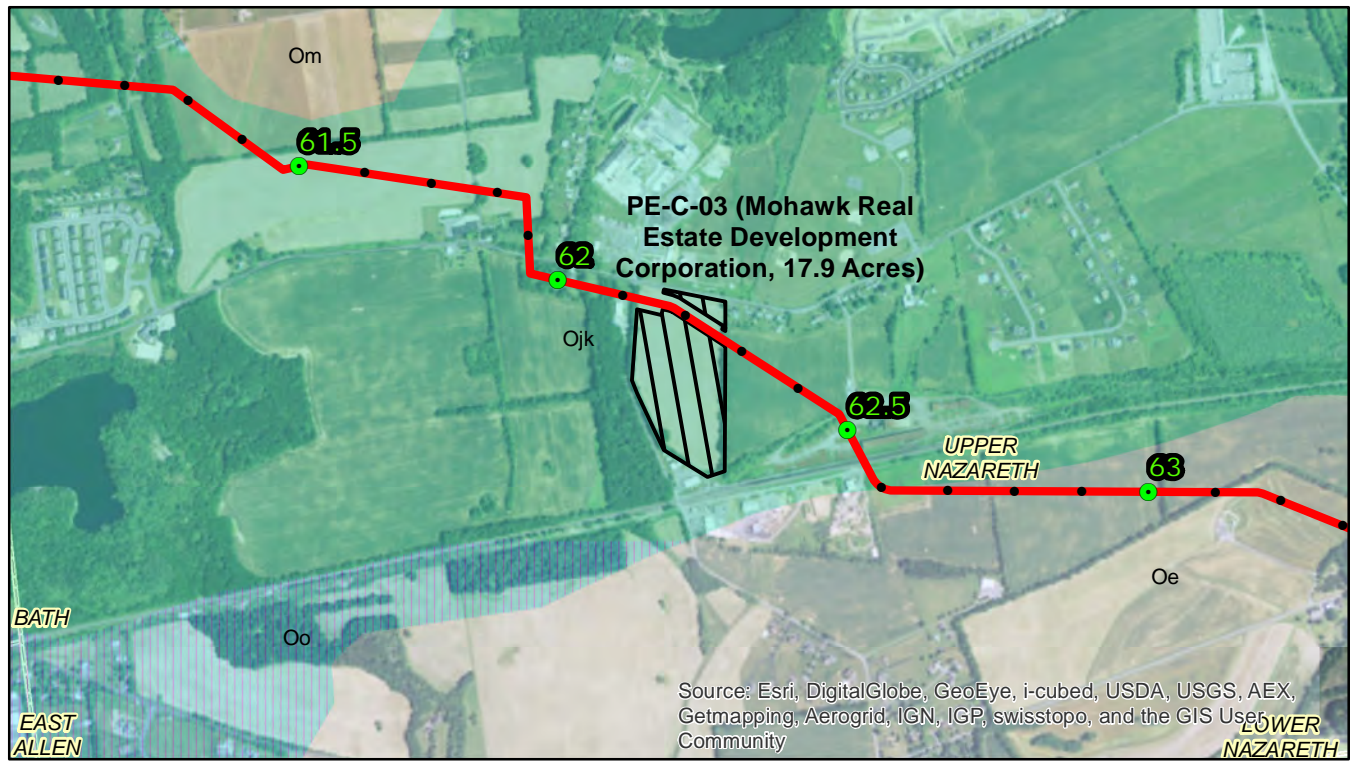 Om
61.5
PE-C-03 (Mohawk Real
Estate Development
Corporation, 17.9 Acres)
62
Ojk
62.5
UPPER
NAZARETH
63
Oe
BATH
Oo
EAST
ALLEN
Source: Esri, DigitalGlobe, GeoEye, i-cubed, USDA, USGS, AEX,
Getmapping, Aerogrid, IGN, IGP, swisstopo, and the GIS User
Community
LOWER
NAZARETH